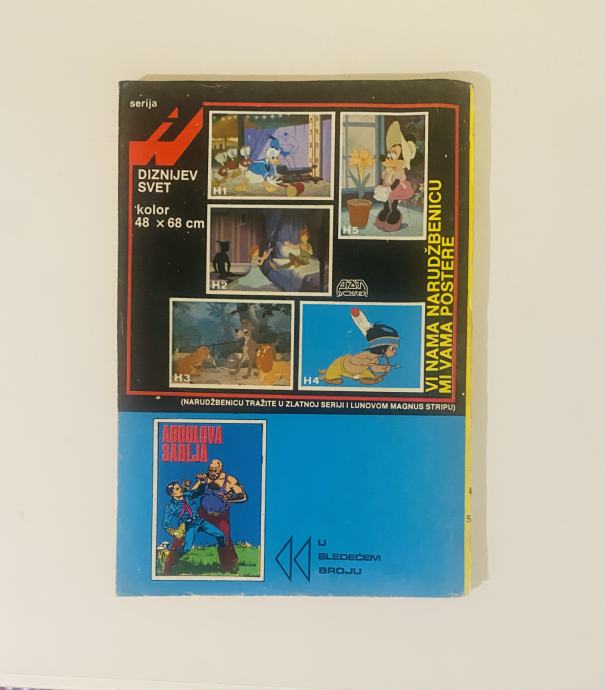 serija
DIZNIJEV
SVET
kolor
48 x 68 cm
H1
H5
H2
H3
H4
VI NAMA NARUDŽBENICU
MI VAMA POSTERE
(NARUDŽBENICU TRAŽITE U ZLATNOJ SERIJI I LUNOVOM MAGNUS STRIPU)
ABDULOVA
SABLJA
U
SLEDEĆEM
BROJU
5